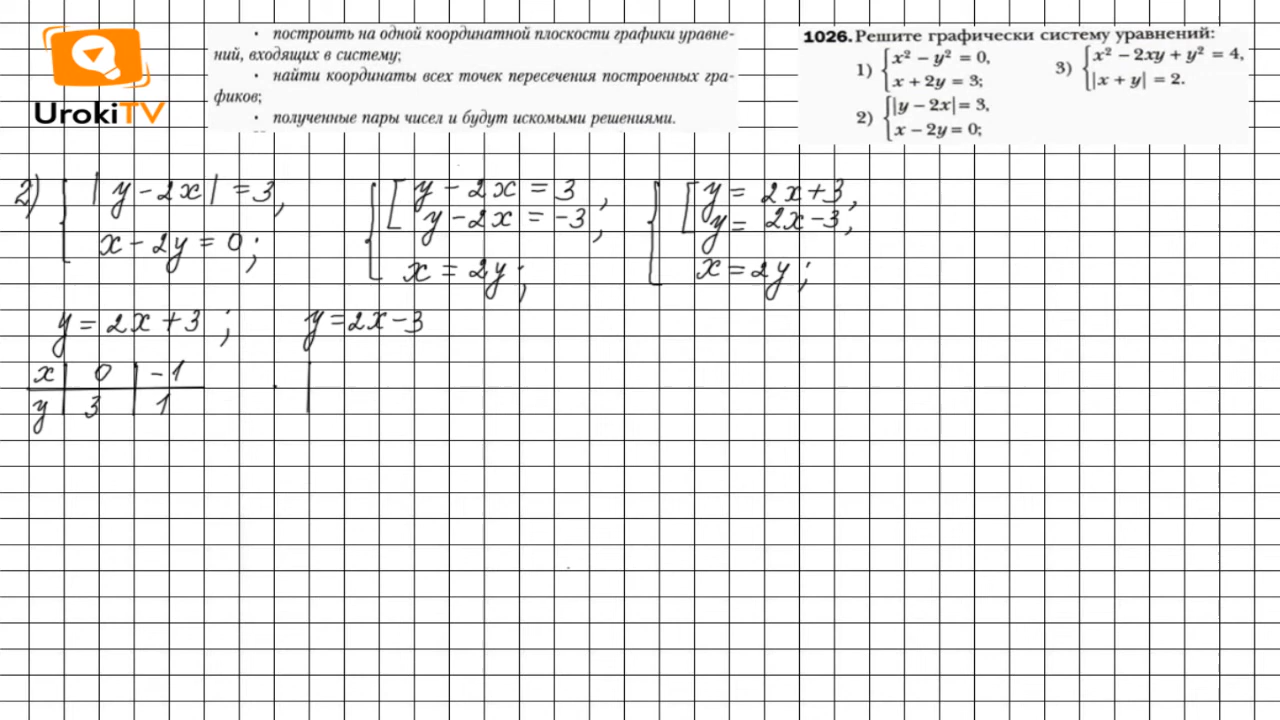 UrokiTV
• построить на одной координатной плоскости графики уравне-
ний, входящих в систему;
• найти координаты всех точек пересечения построенных гра-
фиков;
• полученные пары чисел и будут искомыми решениями.
1026. Решите графически систему уравнений:
1) { x² − y² = 0,
x + 2y = 3;
2) { |y − 2x| = 3,
x − 2y = 0;
3) { x² − 2xy + y² = 4,
|x + y| = 2.
2) { |y − 2x| = 3,
x − 2y = 0;
{ [ y − 2x = 3,
y − 2x = −3,
x = 2y;
{ [ y = 2x + 3,
y = 2x − 3,
x = 2y;
y = 2x + 3;
x | 0 | −1
y | 3 | 1
y = 2x − 3